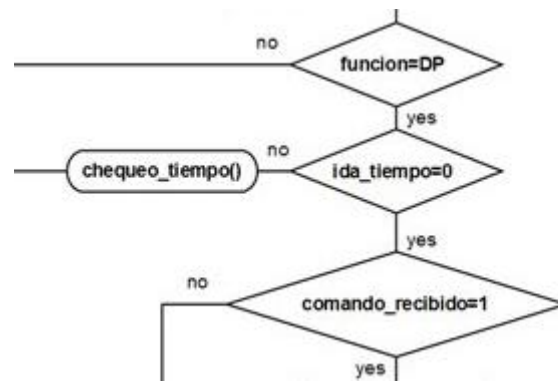 no
funcion=DP
yes
no
chequeo_tiempo()
ida_tiempo=0
yes
no
comando_recibido=1
yes